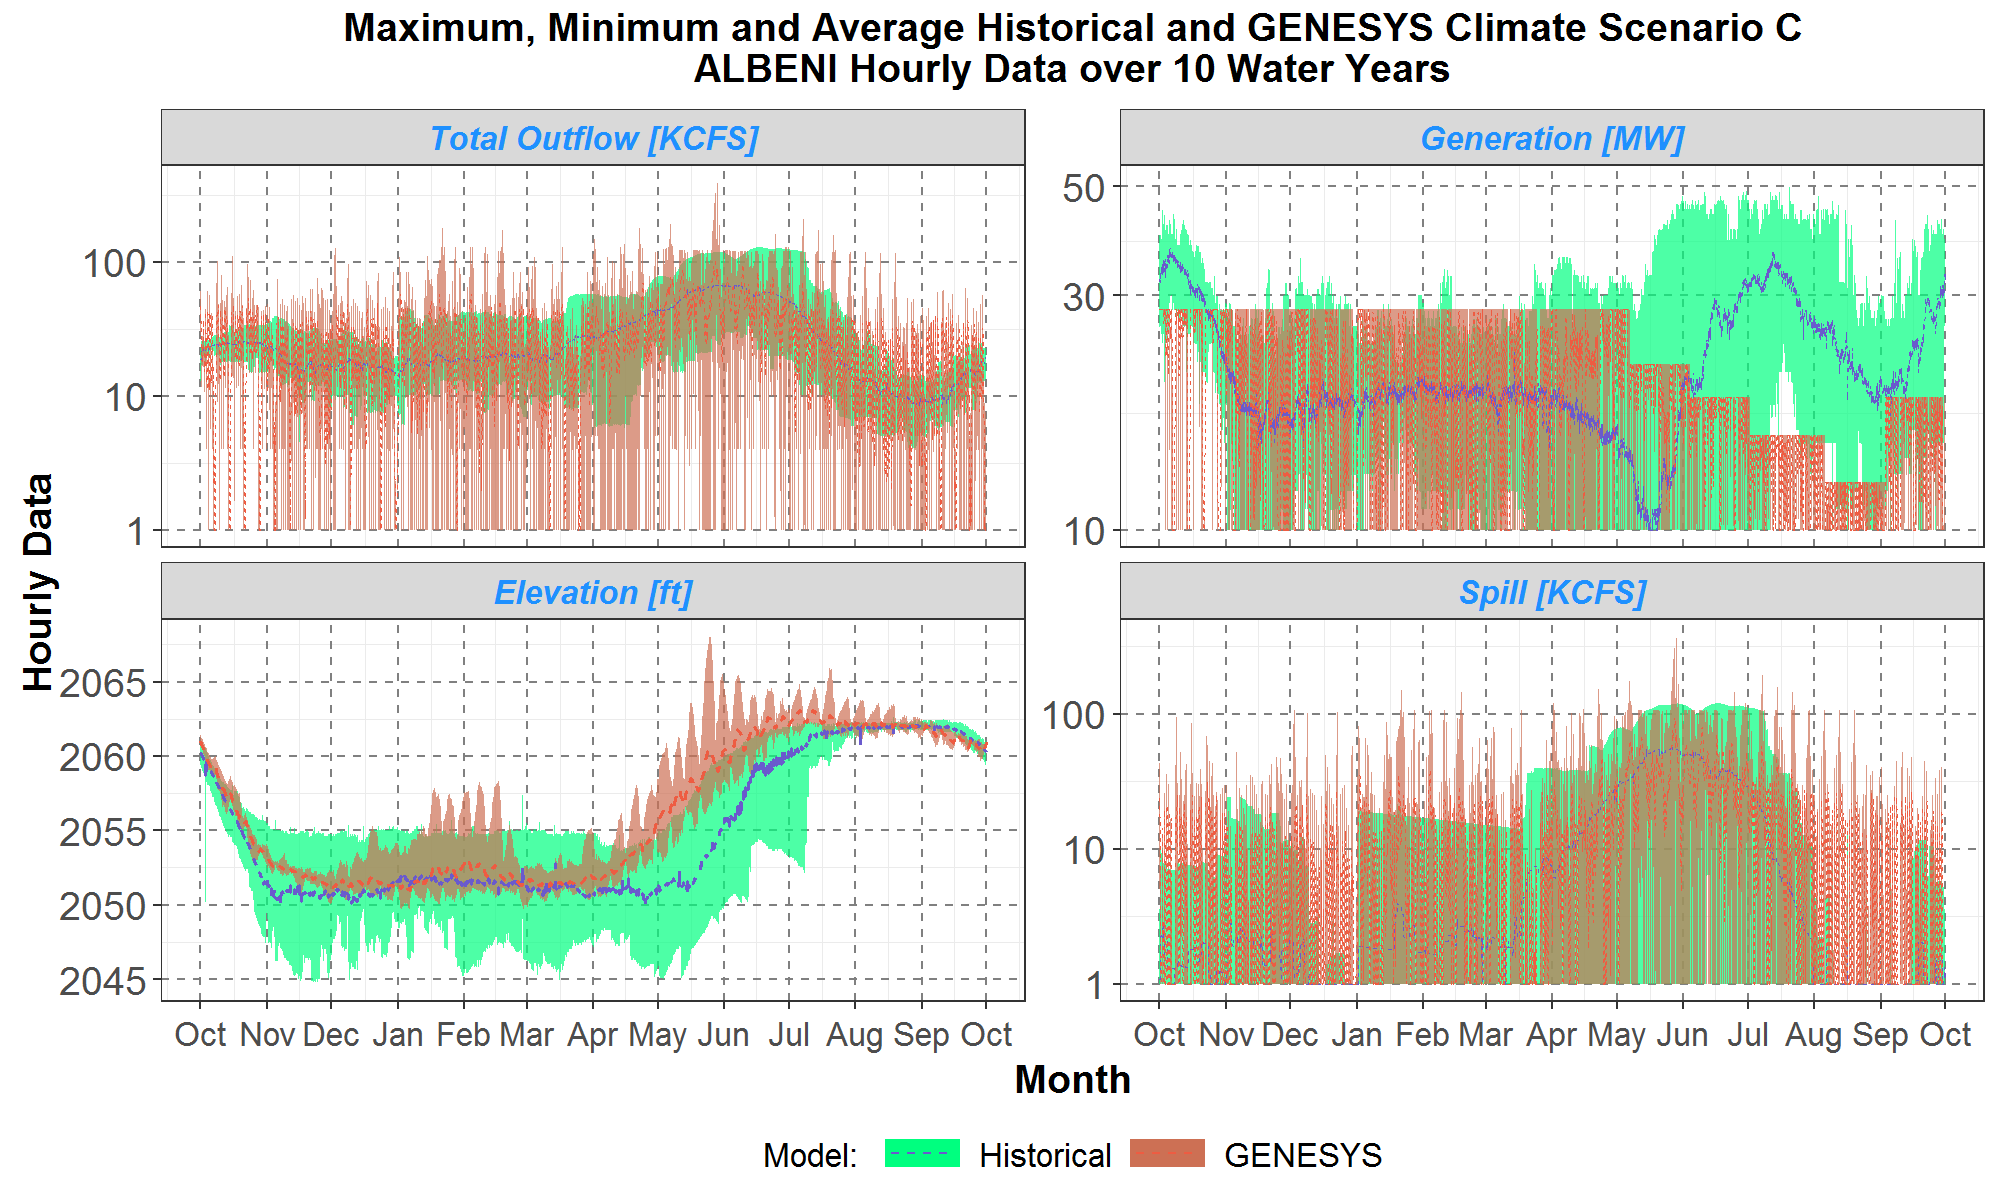 Maximum, Minimum and Average Historical and GENESYS Climate Scenario C
ALBENI Hourly Data over 10 Water Years
Total Outflow [KCFS]
Generation [MW]
100
10
1
50
30
10
Elevation [ft]
Spill [KCFS]
2065
2060
2055
2050
2045
100
10
1
Hourly Data
Oct Nov Dec Jan Feb Mar Apr May Jun Jul Aug Sep Oct
Oct Nov Dec Jan Feb Mar Apr May Jun Jul Aug Sep Oct
Month
Model: Historical GENESYS